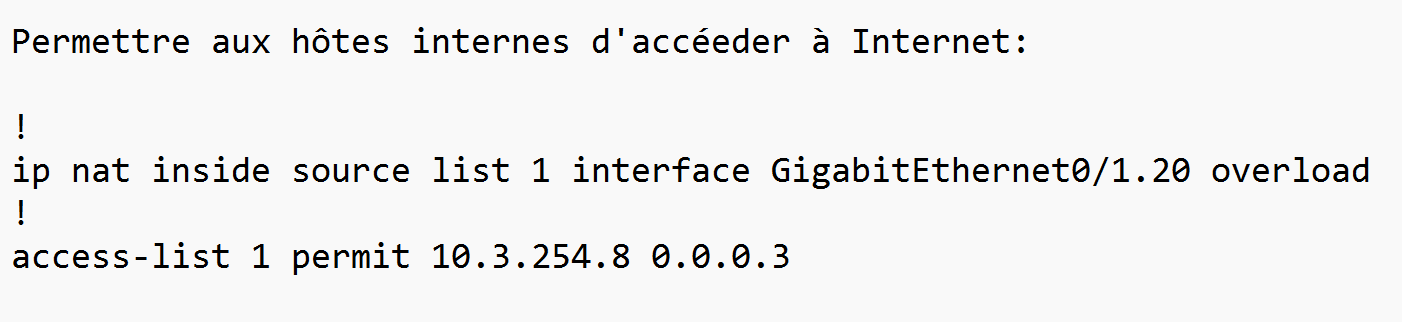 Permettre aux hôtes internes d'accéeder à Internet:
!
ip nat inside source list 1 interface GigabitEthernet0/1.20 overload
!
access-list 1 permit 10.3.254.8 0.0.0.3